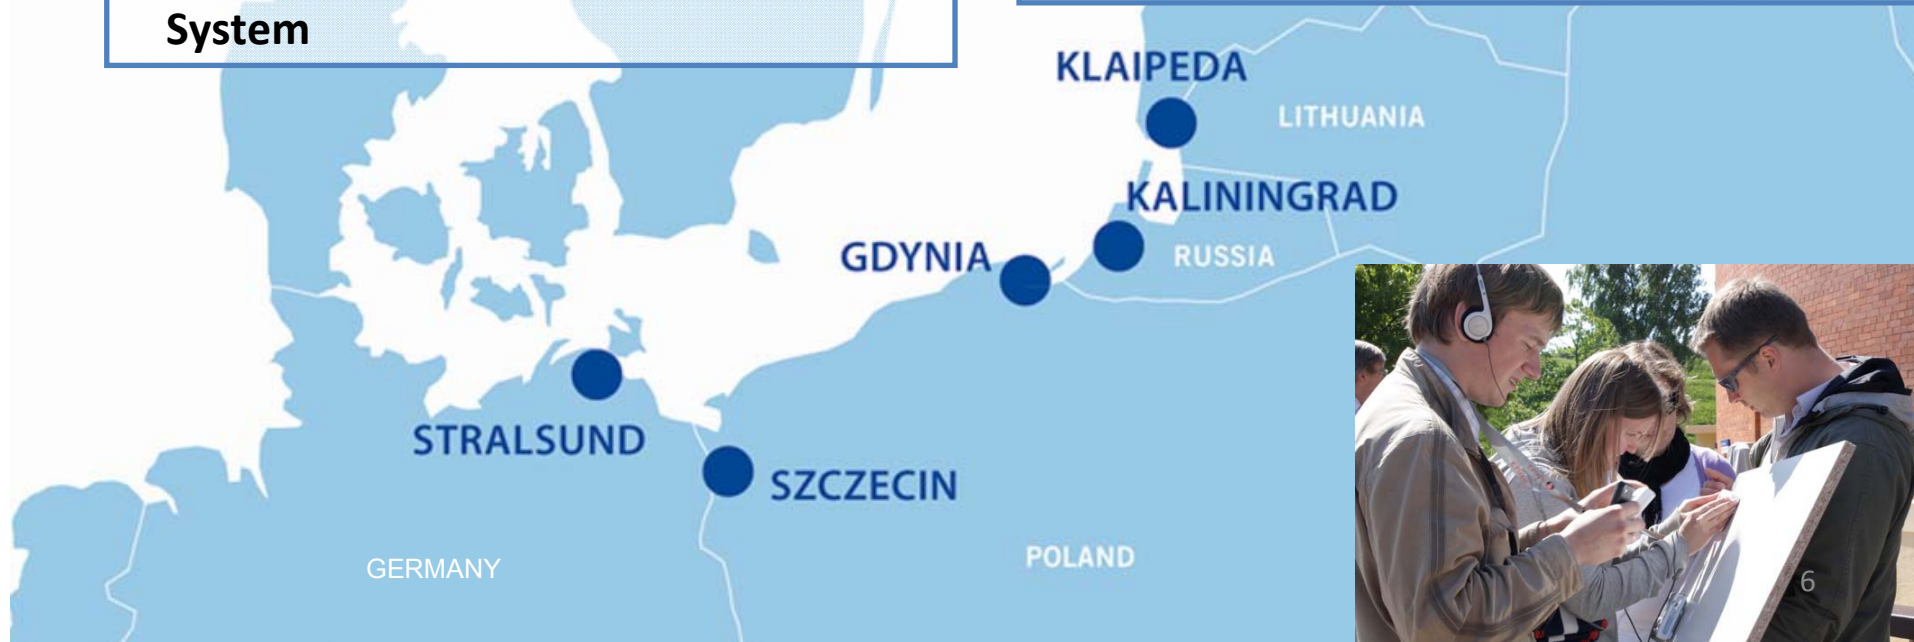 System
KLAIPEDA
LITHUANIA
KALININGRAD
GDYNIA
RUSSIA
STRALSUND
SZCZECIN
GERMANY
POLAND
6